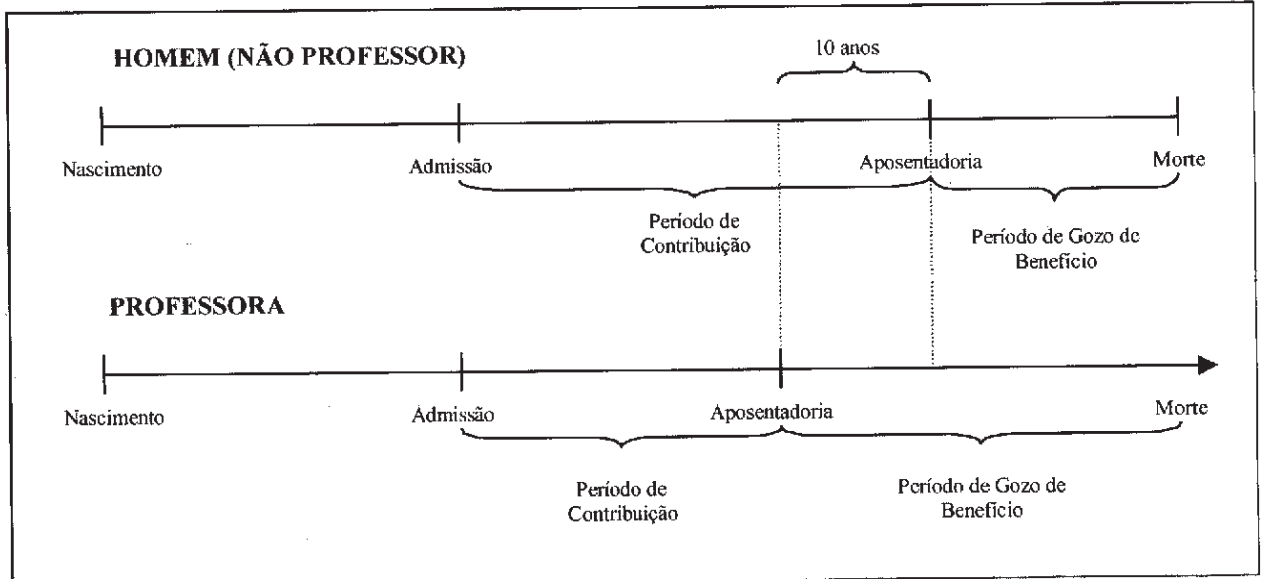 HOMEM (NÃO PROFESSOR)
10 anos
Nascimento
Admissão
Aposentadoria
Morte
Período de
Contribuição
Período de Gozo de
Benefício
PROFESSORA
Nascimento
Admissão
Aposentadoria
Morte
Período de
Contribuição
Período de Gozo de
Benefício